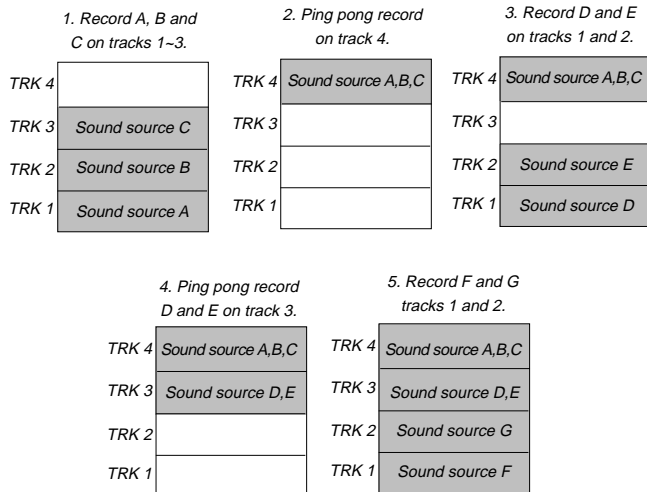 1. Record A, B and
C on tracks 1~3.
TRK 4
TRK 3 Sound source C
TRK 2 Sound source B
TRK 1 Sound source A
2. Ping pong record
on track 4.
TRK 4 Sound source A,B,C
TRK 3
TRK 2
TRK 1
3. Record D and E
on tracks 1 and 2.
TRK 4 Sound source A,B,C
TRK 3
TRK 2 Sound source E
TRK 1 Sound source D
4. Ping pong record
D and E on track 3.
TRK 4 Sound source A,B,C
TRK 3 Sound source D,E
TRK 2
TRK 1
5. Record F and G
tracks 1 and 2.
TRK 4 Sound source A,B,C
TRK 3 Sound source D,E
TRK 2 Sound source G
TRK 1 Sound source F